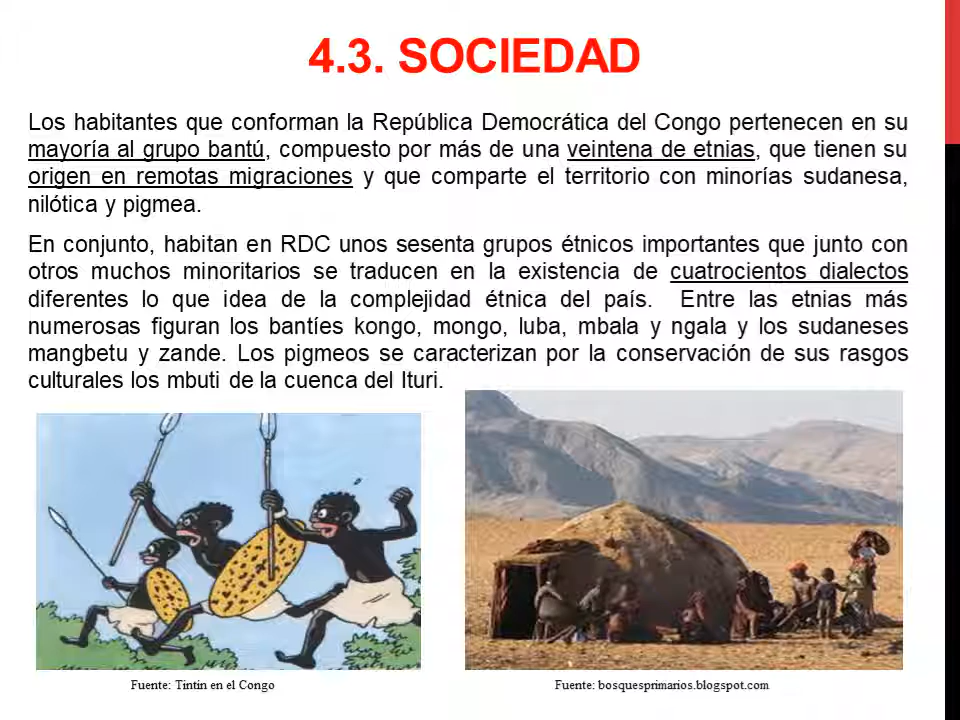 4.3. SOCIEDAD
Los habitantes que conforman la República Democrática del Congo pertenecen en su
mayoría al grupo bantú, compuesto por más de una veintena de etnias, que tienen su
origen en remotas migraciones y que comparte el territorio con minorías sudanesa,
nilótica y pigmea.
En conjunto, habitan en RDC unos sesenta grupos étnicos importantes que junto con
otros muchos minoritarios se traducen en la existencia de cuatrocientos dialectos
diferentes lo que idea de la complejidad étnica del país. Entre las etnias más
numerosas figuran los bantíes kongo, mongo, luba, mbala y ngala y los sudaneses
mangbetu y zande. Los pigmeos se caracterizan por la conservación de sus rasgos
culturales los mbuti de la cuenca del Ituri.
Fuente: Tintín en el Congo
Fuente: bosquesprimarios.blogspot.com